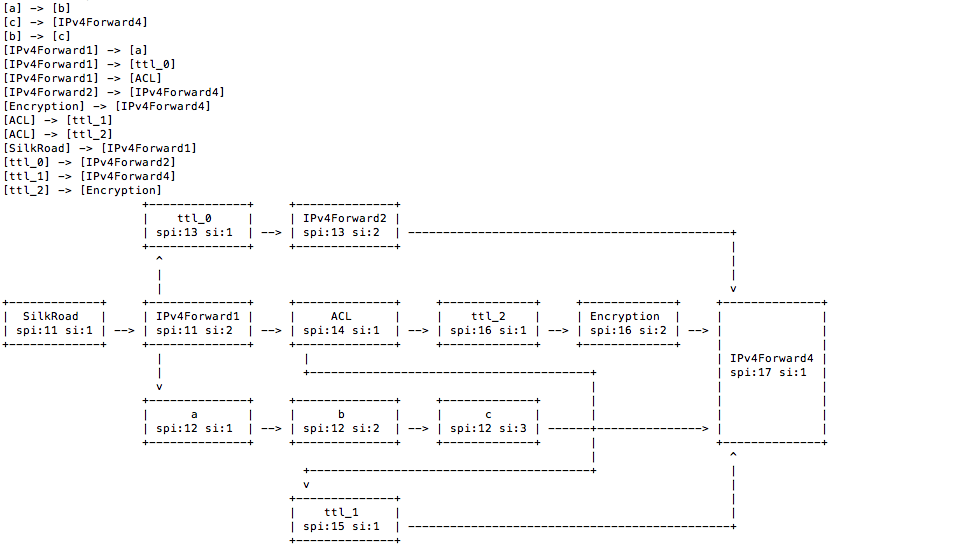 [a] -> [b]
[c] -> [IPv4Forward4]
[b] -> [c]
[IPv4Forward1] -> [a]
[IPv4Forward1] -> [ttl_0]
[IPv4Forward1] -> [ACL]
[IPv4Forward2] -> [IPv4Forward4]
[Encryption] -> [IPv4Forward4]
[ACL] -> [ttl_1]
[ACL] -> [ttl_2]
[SilkRoad] -> [IPv4Forward1]
[ttl_0] -> [IPv4Forward2]
[ttl_1] -> [IPv4Forward4]
[ttl_2] -> [Encryption]
ttl_0 IPv4Forward2
spi:13 si:1 spi:13 si:2
SilkRoad IPv4Forward1 ACL ttl_2 Encryption
spi:11 si:1 spi:11 si:2 spi:14 si:1 spi:16 si:1 spi:16 si:2
IPv4Forward4
spi:17 si:1
a b c
spi:12 si:1 spi:12 si:2 spi:12 si:3
ttl_1
spi:15 si:1